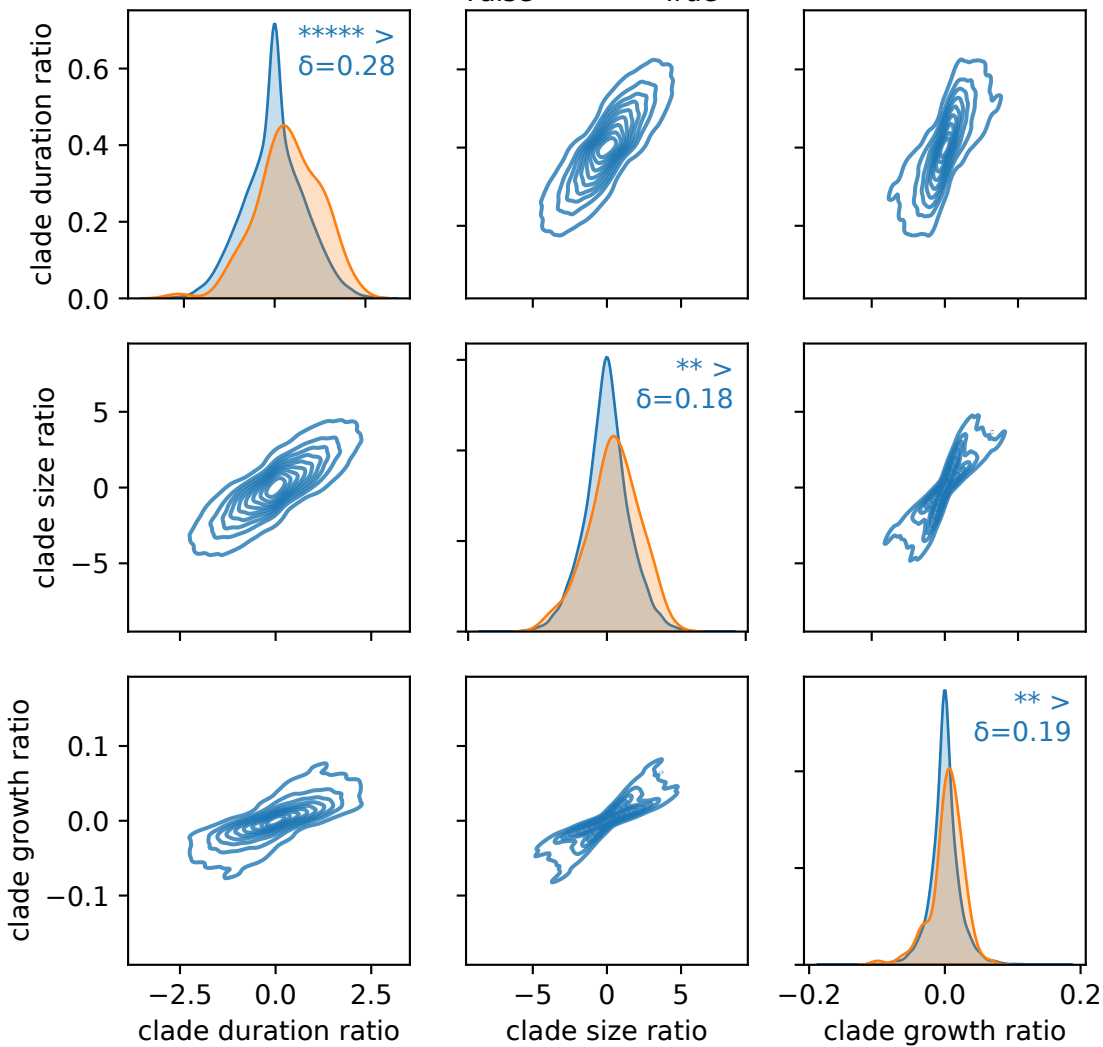 ***** >
δ=0.28
clade duration ratio
0.6
0.4
0.2
0.0
** >
δ=0.18
clade size ratio
5
0
−5
** >
δ=0.19
clade growth ratio
0.1
0.0
−0.1
−2.5 0.0 2.5
−5 0 5
−0.2 0.0 0.2
clade duration ratio
clade size ratio
clade growth ratio